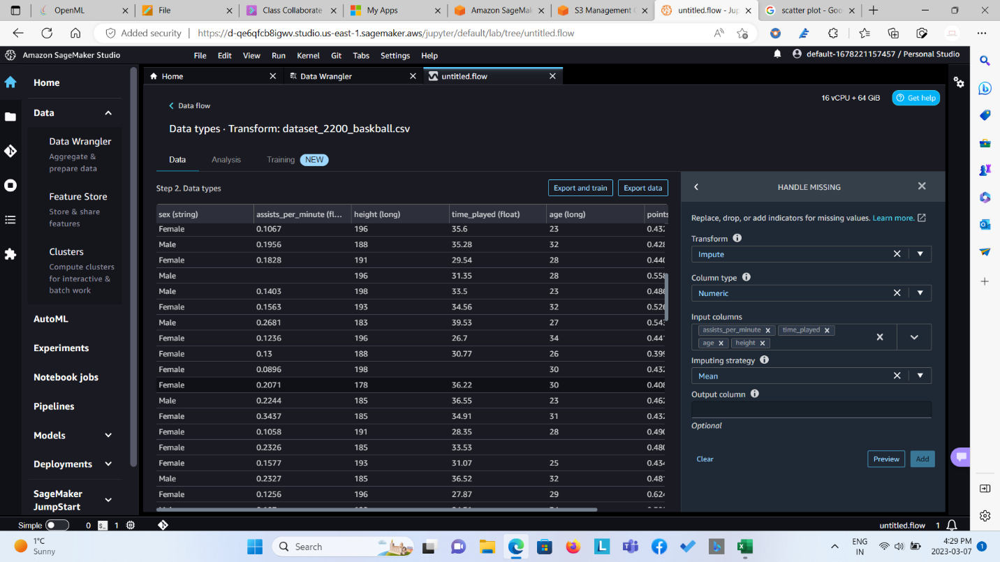 OpenML
File
Class Collaborate
My Apps
Amazon SageMak
S3 Management C
untitled.flow - Jup
scatter plot - Goo
Added security
https://d-qe6qfcb8igwv.studio.us-east-1.sagemaker.aws/jupyter/default/lab/tree/untitled.flow
Amazon SageMaker Studio
File Edit View Run Kernel Git Tabs Settings Help
default-1678221157457 / Personal Studio
Home
Data Wrangler
untitled.flow
Home
Data
Data Wrangler
Aggregate &
prepare data
Feature Store
Store & share
features
Clusters
Compute clusters
for interactive &
batch work
AutoML
Experiments
Notebook jobs
Pipelines
Models
Deployments
SageMaker
JumpStart
Data flow
16 vCPU + 64 GiB
Get help
Data types · Transform: dataset_2200_baskball.csv
Data Analysis Training NEW
Step 2. Data types
Export and train
Export data
sex (string) assists_per_minute (fl... height (long) time_played (float) age (long) points
Female 0.1067 196 35.6 23 0.432
Male 0.1956 188 35.28 32 0.428
Female 0.1828 191 29.54 28 0.440
Male 196 31.35 28 0.558
Male 0.1403 198 33.5 23 0.486
Female 0.1563 193 34.56 32 0.526
Male 0.2681 183 39.53 27 0.543
Female 0.1236 196 26.7 34 0.441
Female 0.13 188 30.77 26 0.399
Female 0.0896 198 30 0.432
Female 0.2071 178 36.22 30 0.408
Male 0.2244 185 36.55 23 0.462
Female 0.3437 185 34.91 31 0.432
Female 0.1058 191 28.35 28 0.490
Female 0.2326 185 33.53 0.480
Female 0.1577 193 31.07 25 0.434
Male 0.2327 185 36.52 32 0.481
Female 0.1256 196 27.87 29 0.624
HANDLE MISSING
Replace, drop, or add indicators for missing values. Learn more.
Transform
Impute
Column type
Numeric
Input columns
assists_per_minute time_played
age height
Imputing strategy
Mean
Output column
Optional
Clear
Preview
Add
Simple 0 $_ 1
untitled.flow 1
1°C
Sunny
Search
ENG
IN
4:29 PM
2023-03-07
1